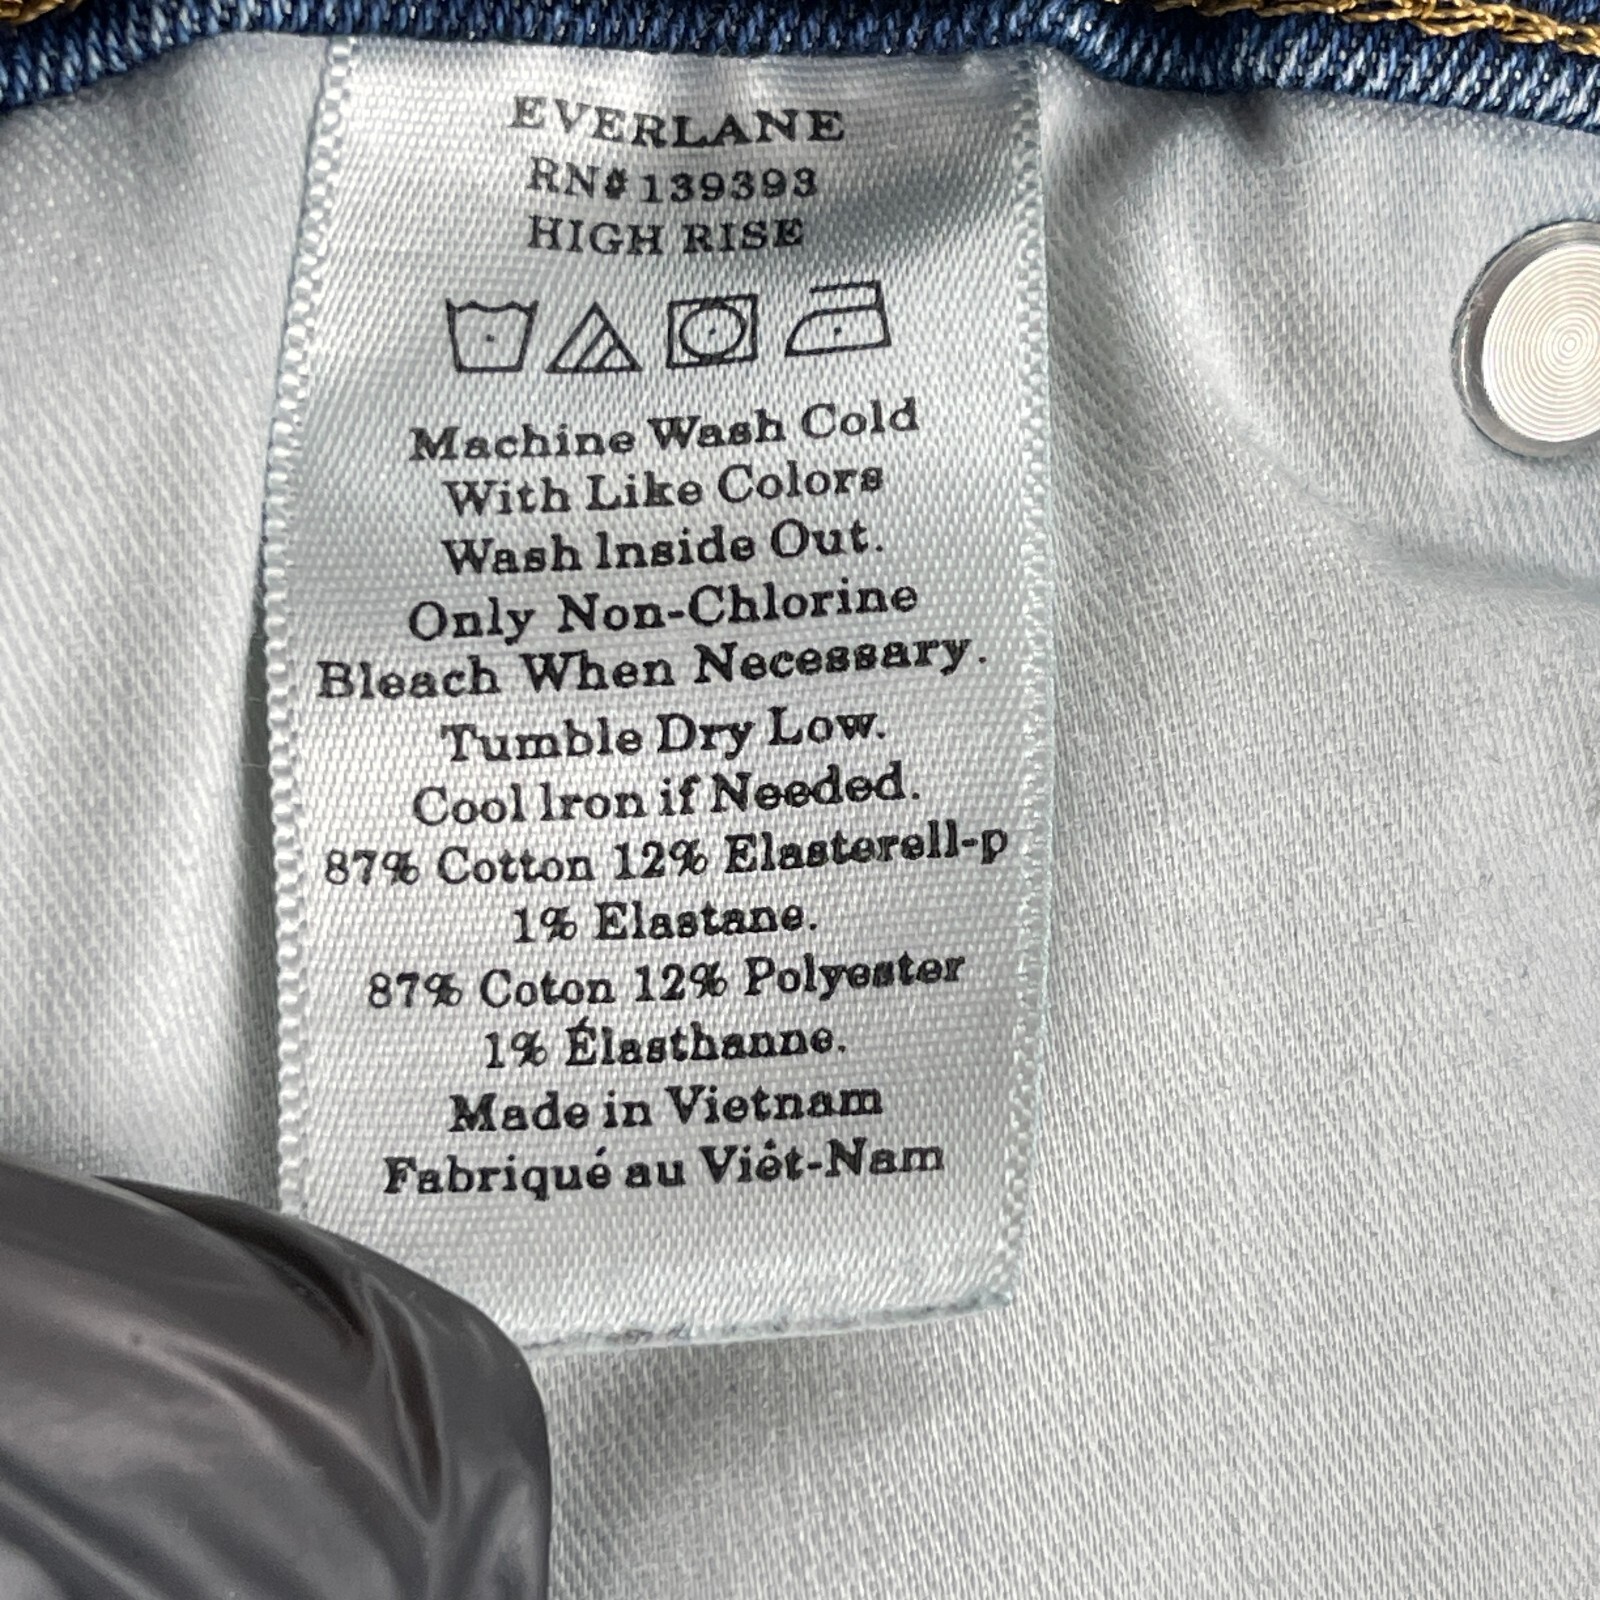 EVERLANE
RN# 139393
HIGH RISE
Machine Wash Cold
With Like Colors
Wash Inside Out.
Only Non-Chlorine
Bleach When Necessary.
Tumble Dry Low.
Cool Iron if Needed.
87% Cotton 12% Elasterell-p
1% Elastane.
87% Coton 12% Polyester
1% Élasthanne.
Made in Vietnam
Fabriqué au Viêt-Nam